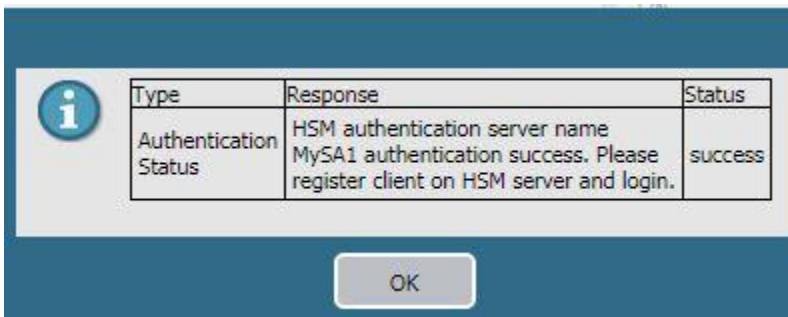 Type Response Status
Authentication Status HSM authentication server name MySA1 authentication success. Please register client on HSM server and login. success
OK